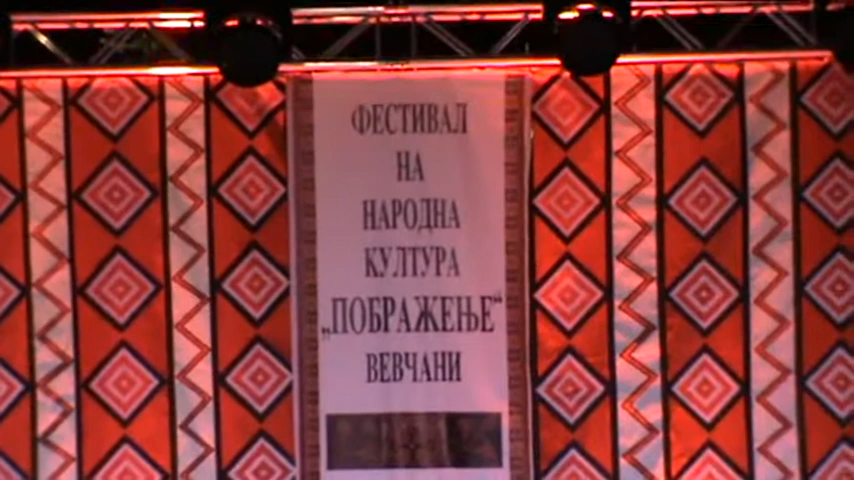 ФЕСТИВАЛ
НА
НАРОДНА
КУЛТУРА
„ПОБРАЖЕЊЕ“
ВЕВЧАНИ